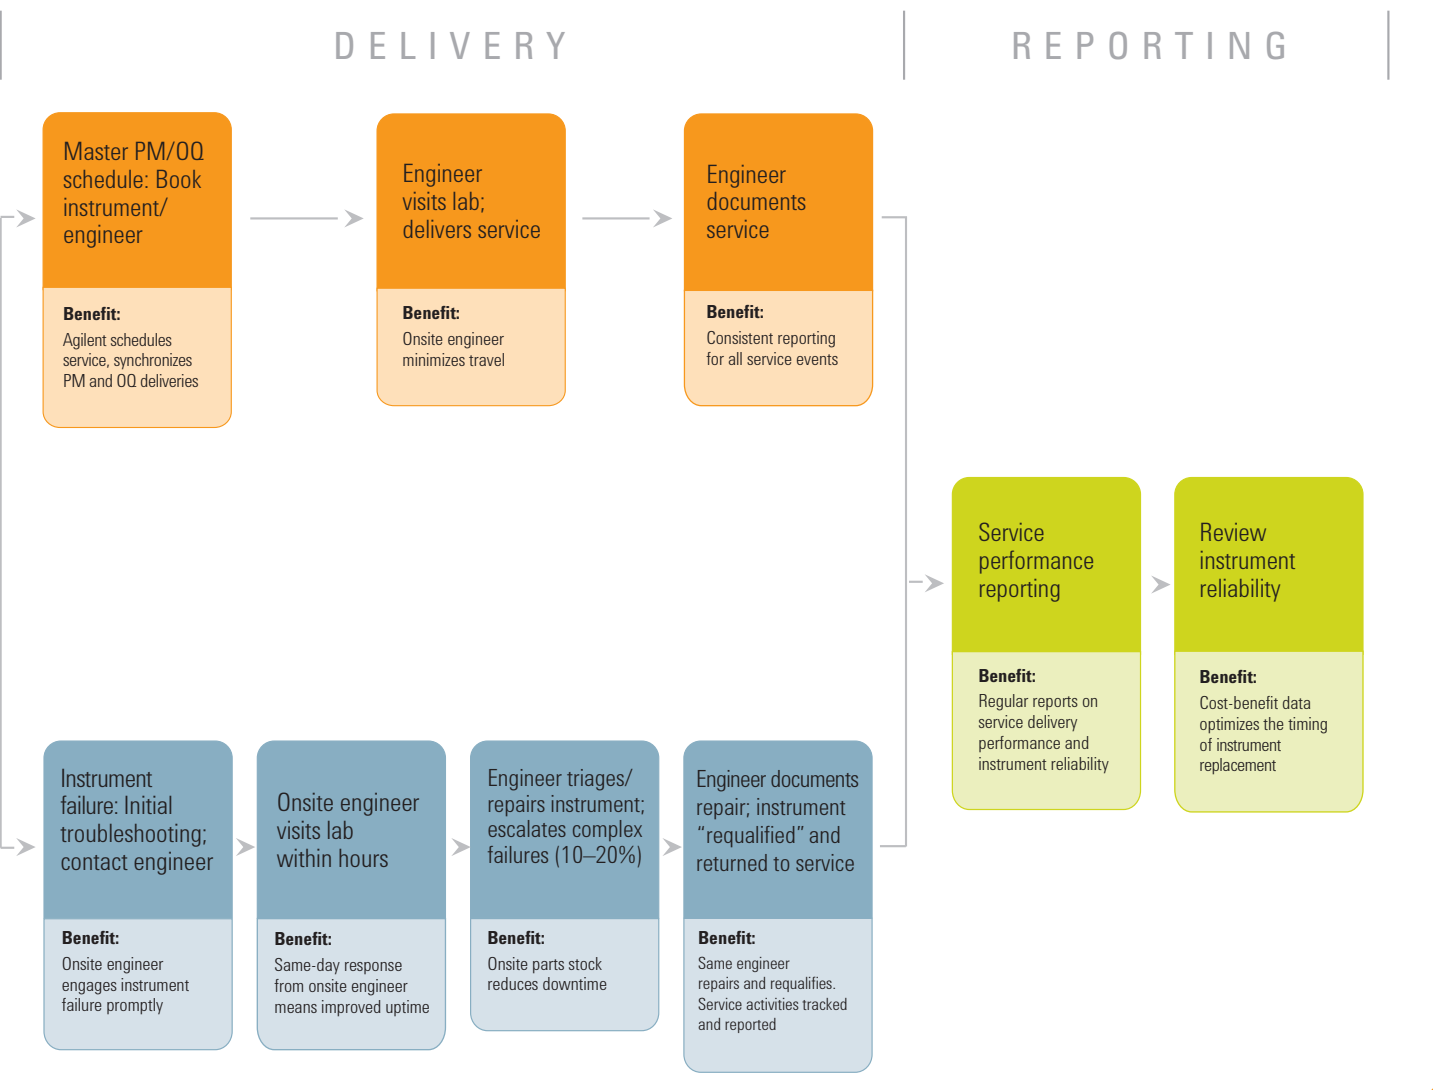 DELIVERY
REPORTING
Master PM/OQ
schedule: Book
instrument/
engineer
Benefit:
Agilent schedules
service, synchronizes
PM and OQ deliveries
Engineer
visits lab;
delivers service
Benefit:
Onsite engineer
minimizes travel
Engineer
documents
service
Benefit:
Consistent reporting
for all service events
Instrument
failure: Initial
troubleshooting;
contact engineer
Benefit:
Onsite engineer
engages instrument
failure promptly
Onsite engineer
visits lab
within hours
Benefit:
Same-day response
from onsite engineer
means improved uptime
Engineer triages/
repairs instrument;
escalates complex
failures (10–20%)
Benefit:
Onsite parts stock
reduces downtime
Engineer documents
repair; instrument
“requalified” and
returned to service
Benefit:
Same engineer
repairs and requalifies.
Service activities tracked
and reported
Service
performance
reporting
Benefit:
Regular reports on
service delivery
performance and
instrument reliability
Review
instrument
reliability
Benefit:
Cost-benefit data
optimizes the timing
of instrument
replacement